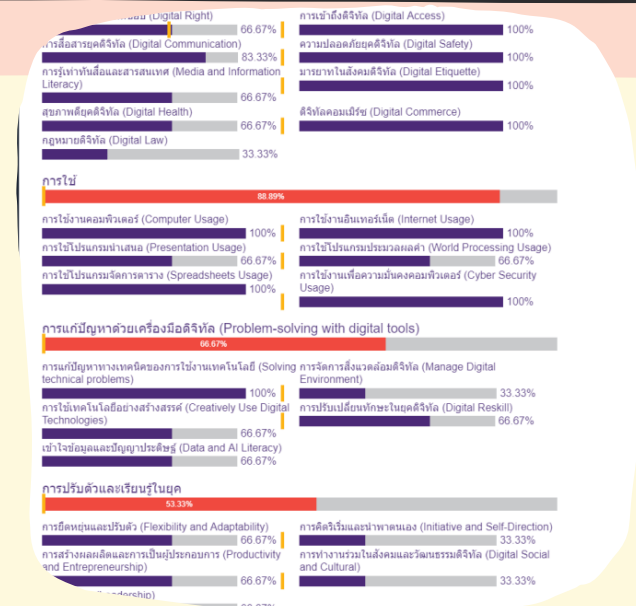 (Digital Right)
66.67%
การเข้าถึงดิจิทัล (Digital Access)
100%
การสื่อสารยุคดิจิทัล (Digital Communication)
83.33%
ความปลอดภัยยุคดิจิทัล (Digital Safety)
100%
การรู้เท่าทันสื่อและสารสนเทศ (Media and Information
Literacy)
66.67%
มารยาทในสังคมดิจิทัล (Digital Etiquette)
100%
สุขภาพดียุคดิจิทัล (Digital Health)
66.67%
ดิจิทัลคอมเมิร์ซ (Digital Commerce)
100%
กฎหมายดิจิทัล (Digital Law)
33.33%
การใช้
88.89%
การใช้งานคอมพิวเตอร์ (Computer Usage)
100%
การใช้งานอินเทอร์เน็ต (Internet Usage)
100%
การใช้โปรแกรมนำเสนอ (Presentation Usage)
66.67%
การใช้โปรแกรมประมวลผลคำ (World Processing Usage)
66.67%
การใช้โปรแกรมจัดการตาราง (Spreadsheets Usage)
100%
การใช้งานเพื่อความมั่นคงคอมพิวเตอร์ (Cyber Security
Usage)
100%
การแก้ปัญหาด้วยเครื่องมือดิจิทัล (Problem-solving with digital tools)
66.67%
การแก้ปัญหาทางเทคนิคของการใช้งานเทคโนโลยี (Solving
technical problems)
100%
การจัดการสิ่งแวดล้อมดิจิทัล (Manage Digital
Environment)
33.33%
การใช้เทคโนโลยีอย่างสร้างสรรค์ (Creatively Use Digital
Technologies)
66.67%
การปรับเปลี่ยนทักษะในยุคดิจิทัล (Digital Reskill)
66.67%
เข้าใจข้อมูลและปัญญาประดิษฐ์ (Data and AI Literacy)
66.67%
การปรับตัวและเรียนรู้ในยุค
53.33%
การยืดหยุ่นและปรับตัว (Flexibility and Adaptability)
66.67%
การคิดริเริ่มและนำพาตนเอง (Initiative and Self-Direction)
33.33%
การสร้างผลผลิตและการเป็นผู้ประกอบการ (Productivity
and Entrepreneurship)
66.67%
การทำงานร่วมในสังคมและวัฒนธรรมดิจิทัล (Digital Social
and Cultural)
33.33%